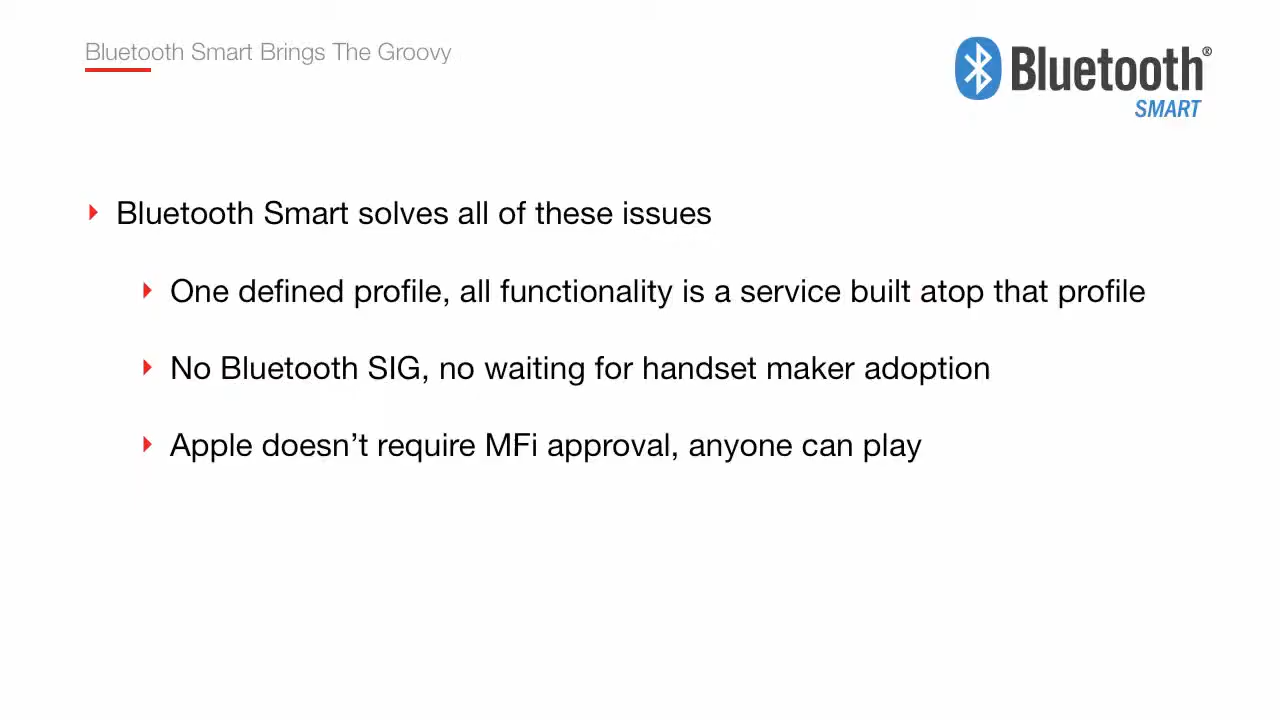 Bluetooth Smart Brings The Groovy
Bluetooth®
SMART
Bluetooth Smart solves all of these issues
One defined profile, all functionality is a service built atop that profile
No Bluetooth SIG, no waiting for handset maker adoption
Apple doesn’t require MFi approval, anyone can play